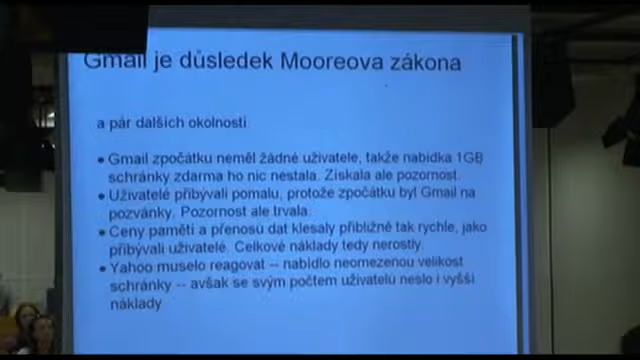 Gmail je důsledek Mooreova zákona
a pár dalších okolností
• Gmail zpočátku neměl žádné uživatele, takže nabídka 1GB
schránky zdarma ho nic nestála. Získala ale pozornost.
• Uživatelé přibývali pomalu, protože zpočátku byl Gmail na
pozvánky. Pozornost ale trvala.
• Ceny paměti a přenosů dat klesaly přibližně tak rychle, jako
přibývali uživatelé. Celkové náklady tedy nerostly.
• Yahoo muselo reagovat -- nabídlo neomezenou velikost
schránky -- avšak se svým počtem uživatelů neslo i vyšší
náklady